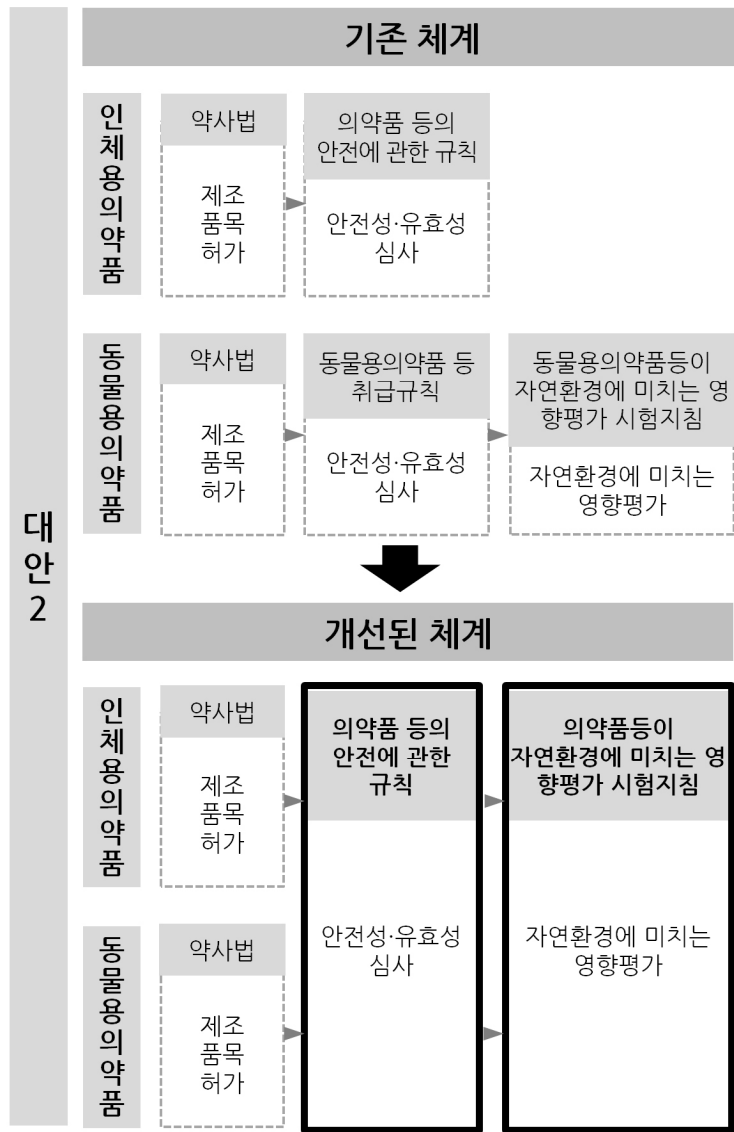 대
안
2
기존 체계
인
체
용
의
약
품
약사법
제조
품목
허가
의약품 등의
안전에 관한 규칙
안전성·유효성
심사
동
물
용
의
약
품
약사법
제조
품목
허가
동물용의약품 등
취급규칙
안전성·유효성
심사
동물용의약품등이
자연환경에 미치는 영
향평가 시험지침
자연환경에 미치는
영향평가
개선된 체계
인
체
용
의
약
품
약사법
제조
품목
허가
동
물
용
의
약
품
약사법
제조
품목
허가
의약품 등의
안전에 관한
규칙
안전성·유효성
심사
의약품등이
자연환경에 미치는 영
향평가 시험지침
자연환경에 미치는
영향평가